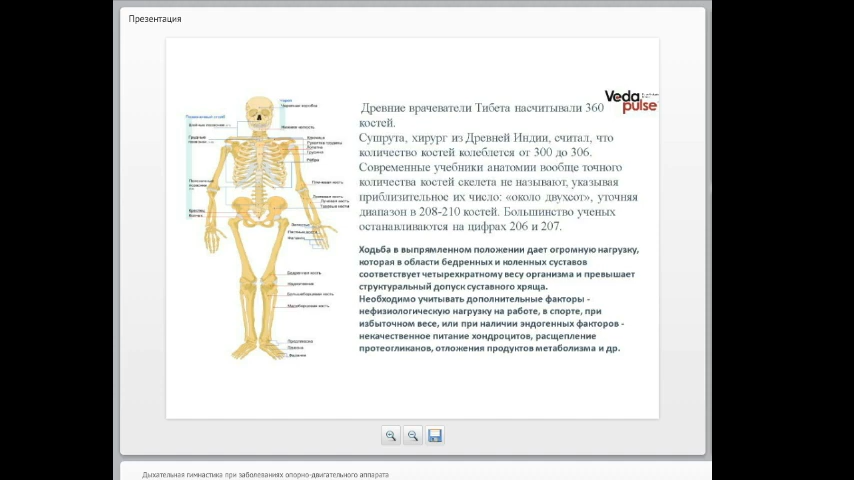 Презентация
Veda
pulse
Древние врачеватели Тибета насчитывали 360
костей.
Супрута, хирург из Древней Индии, считал, что
количество костей колеблется от 300 до 306.
Современные учебники анатомии вообще точного
количества костей скелета не называют, указывая
приблизительное их число: «около двухсот», уточняя
диапазон в 208-210 костей. Большинство ученых
останавливаются на цифрах 206 и 207.
Ходьба в выпрямленном положении дает огромную нагрузку,
которая в области бедренных и коленных суставов
соответствует четырехкратному весу организма и превышает
структурный допуск суставного хряща.
Необходимо учитывать дополнительные факторы -
нефизиологическую нагрузку на работе, в спорте, при
избыточном весе, или при наличии эндогенных факторов -
некачественное питание хондроцитов, расщепление
протеогликанов, отложения продуктов метаболизма и др.
Дыхательная гимнастика при заболеваниях опорно-двигательного аппарата